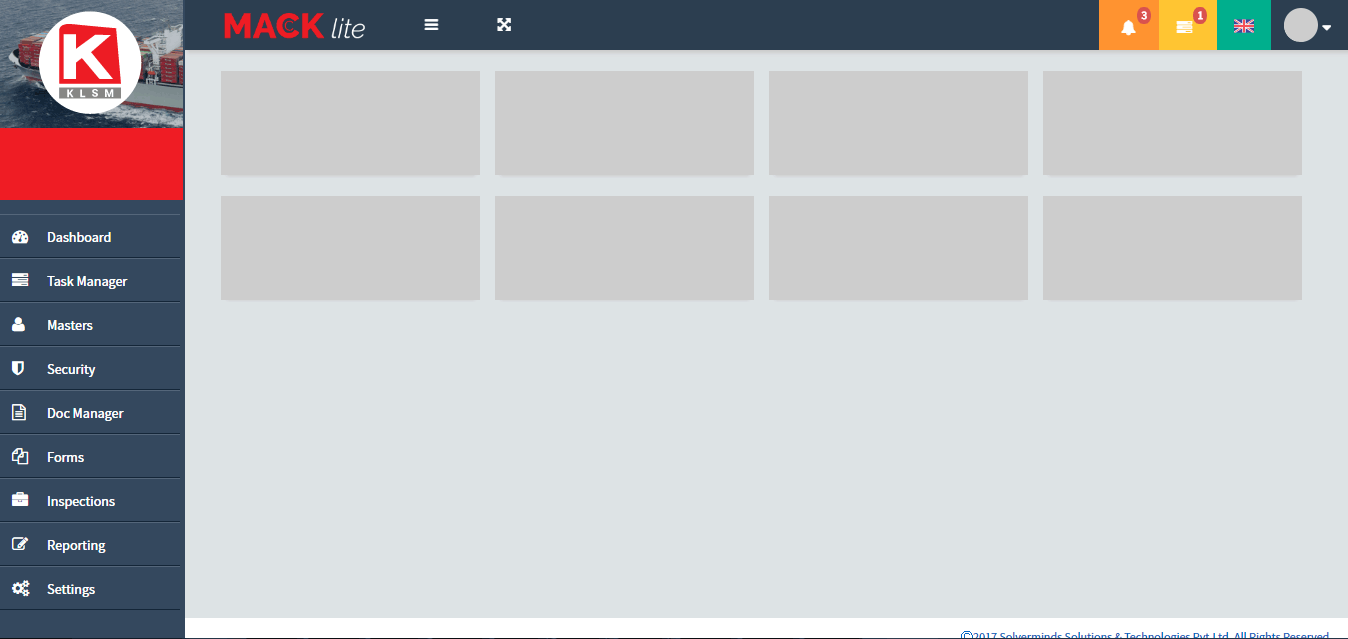 K
KLSM
MACK lite
3
1
Dashboard
Task Manager
Masters
Security
Doc Manager
Forms
Inspections
Reporting
Settings
©2017 Solverminds Solutions & Technologies Pvt Ltd. All Rights Reserved